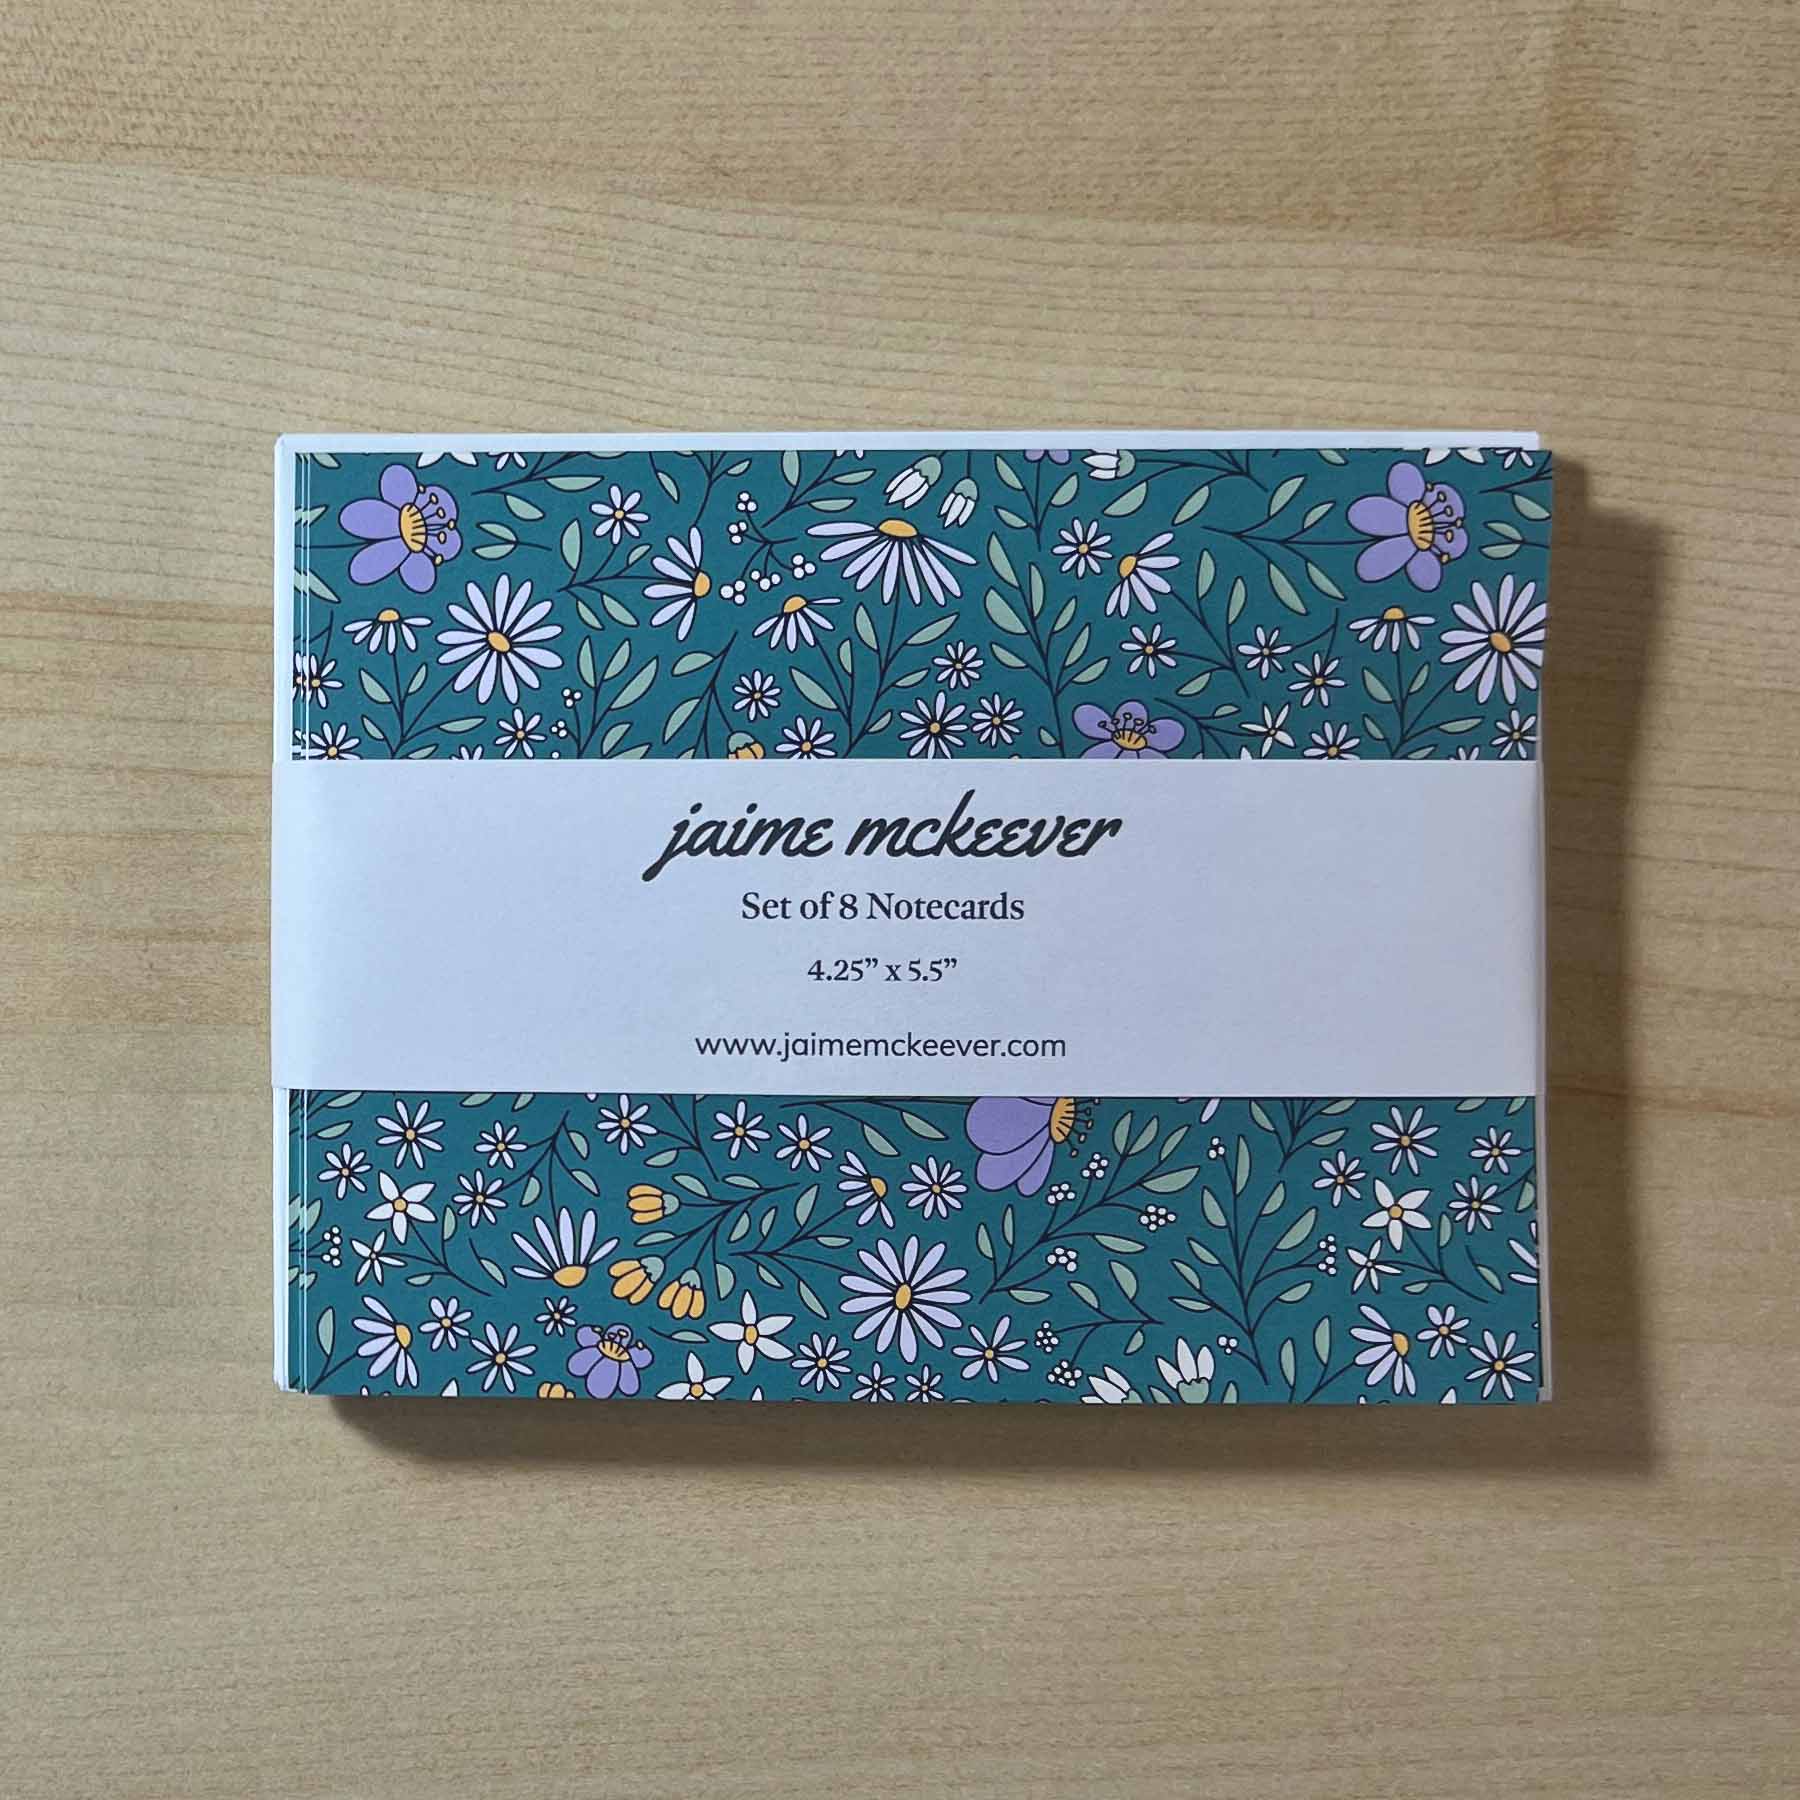 jaime mckeever
Set of 8 Notecards
4.25” x 5.5”
www.jaimemckeever.com